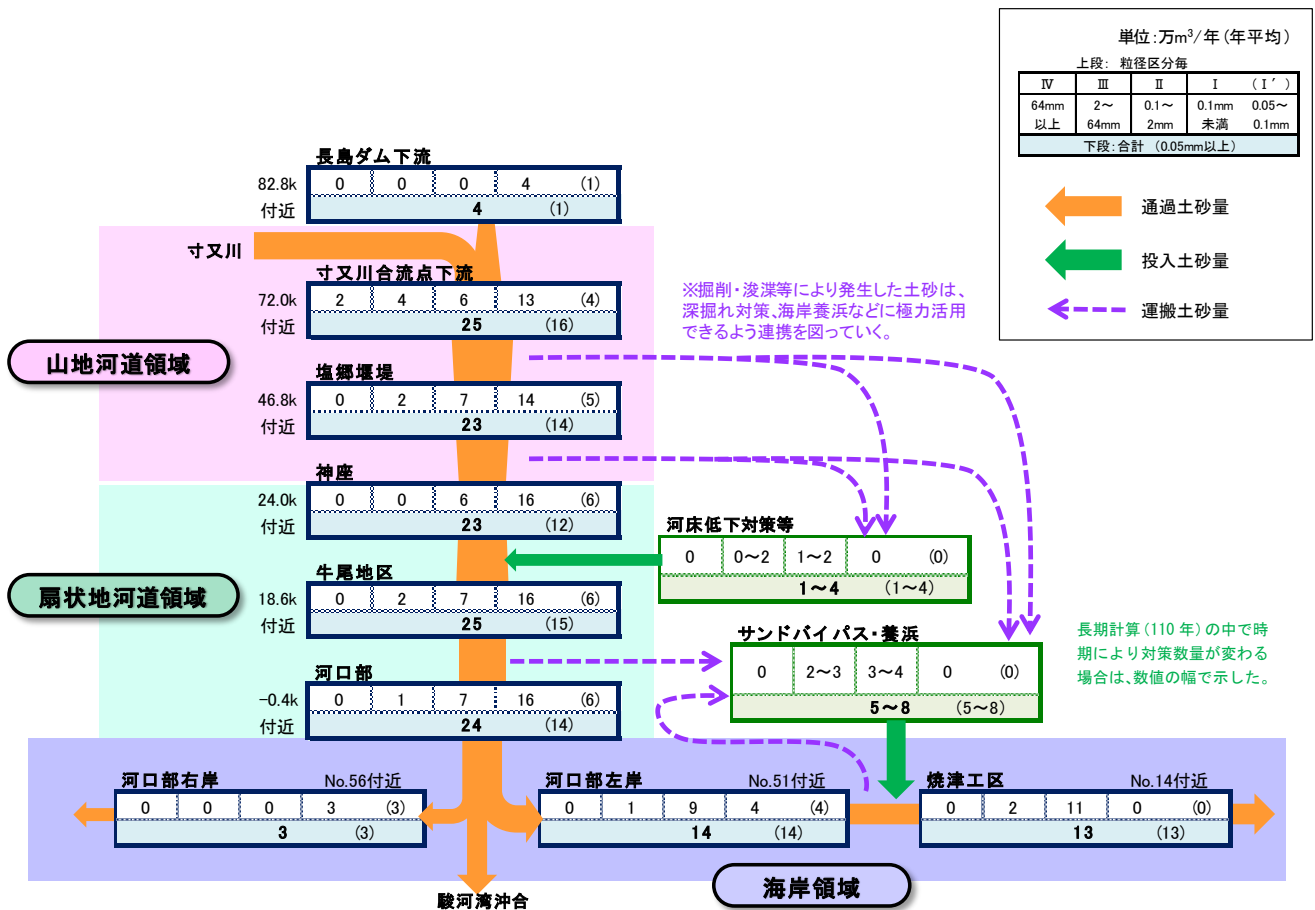 単位:万m³/年(年平均)
上段: 粒径区分毎
Ⅳ Ⅲ Ⅱ Ⅰ (Ⅰ′)
64mm 2～ 0.1～ 0.1mm 0.05～
以上 64mm 2mm 未満 0.1mm
下段:合計 (0.05mm以上)
通過土砂量
投入土砂量
運搬土砂量
長島ダム下流
82.8k 付近
0 0 0 4 (1)
4 (1)
寸又川
寸又川合流点下流
72.0k 付近
2 4 6 13 (4)
25 (16)
※掘削・浚渫等により発生した土砂は、
深掘れ対策、海岸養浜などに極力活用
できるよう連携を図っていく。
山地河道領域
塩郷堰堤
46.8k 付近
0 2 7 14 (5)
23 (14)
神座
24.0k 付近
0 0 6 16 (6)
23 (12)
河床低下対策等
0 0～2 1～2 0 (0)
1～4 (1～4)
扇状地河道領域
牛尾地区
18.6k 付近
0 2 7 16 (6)
25 (15)
サンドバイパス・養浜
0 2～3 3～4 0 (0)
5～8 (5～8)
長期計算(110 年)の中で時
期により対策数量が変わる
場合は、数値の幅で示した。
河口部
-0.4k 付近
0 1 7 16 (6)
24 (14)
河口部右岸 No.56付近
0 0 0 3 (3)
3 (3)
河口部左岸 No.51付近
0 1 9 4 (4)
14 (14)
焼津工区 No.14付近
0 2 11 0 (0)
13 (13)
駿河湾沖合
海岸領域